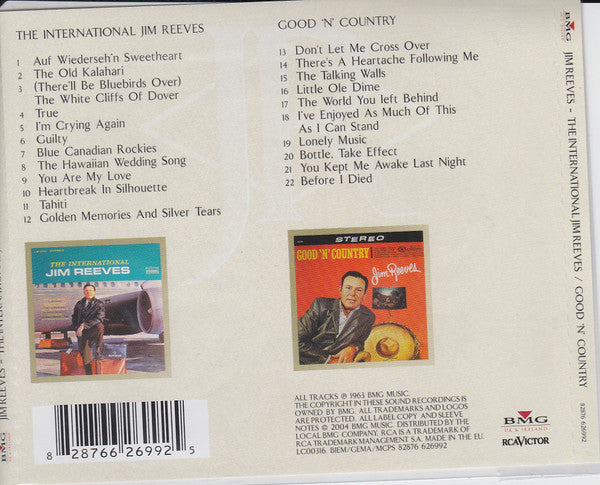 THE INTERNATIONAL JIM REEVES
1 Auf Wiederseh'n Sweetheart
2 The Old Kalahari
3 (There'll Be Bluebirds Over)
The White Cliffs Of Dover
4 True
5 I'm Crying Again
6 Guilty
7 Blue Canadian Rockies
8 The Hawaiian Wedding Song
9 You Are My Love
10 Heartbreak In Silhouette
11 Tahiti
12 Golden Memories And Silver Tears
GOOD 'N' COUNTRY
13 Don't Let Me Cross Over
14 There's A Heartache Following Me
15 The Talking Walls
16 Little Ole Dime
17 The World You left Behind
18 I've Enjoyed As Much Of This
As I Can Stand
19 Lonely Music
20 Bottle, Take Effect
21 You Kept Me Awake Last Night
22 Before I Died
THE INTERNATIONAL
JIM REEVES
STEREO
GOOD 'N' COUNTRY
Jim Reeves
8 28766 26992 5
ALL TRACKS ℗ 1963 BMG MUSIC.
THE COPYRIGHT IN THESE SOUND RECORDINGS IS
OWNED BY BMG. ALL TRADEMARKS AND LOGOS
ARE PROTECTED. ALL LABEL COPY AND SLEEVE
NOTES © 2004 BMG MUSIC. DISTRIBUTED BY THE
LOCAL BMG COMPANY. RCA IS A TRADEMARK OF
RCA TRADEMARK MANAGEMENT S.A. MADE IN THE EU.
LC00316. BIEM/GEMA/MCPS 82876 626992
BMG
UK & IRELAND
RCA VICTOR
BMG
JIM REEVES - THE INTERNATIONAL JIM REEVES / GOOD 'N' COUNTRY
82876 626992
BMG
JIM REEVES - THE INTER